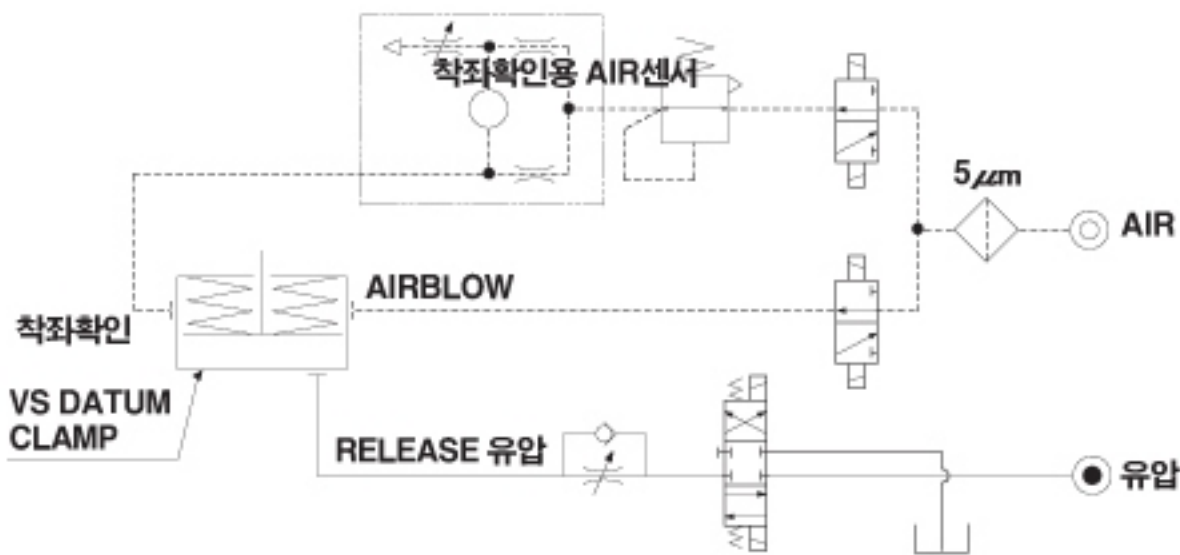 착좌확인용 AIR센서
5μm
AIR
AIRBLOW
착좌확인
VS DATUM
CLAMP
RELEASE 유압
유압